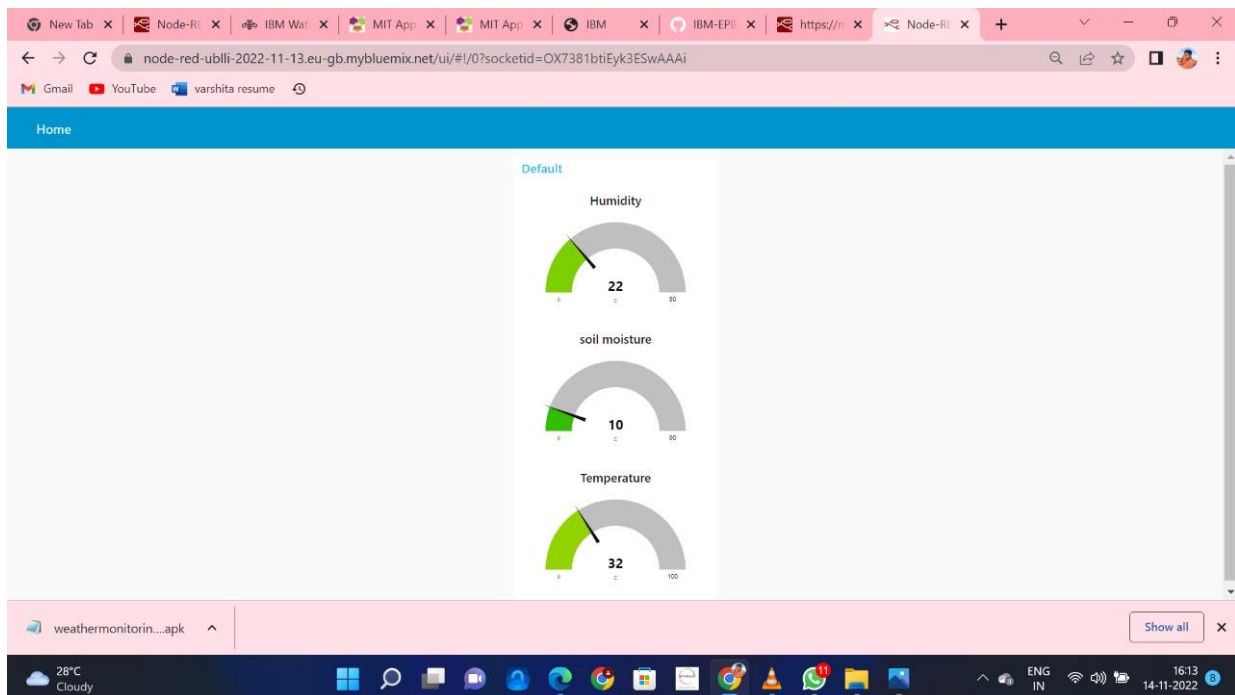 New Tab
Node-RE
IBM Wat
MIT App
MIT App
IBM
IBM-EPB
https://n
Node-RE
node-red-ublli-2022-11-13.eu-gb.mybluemix.net/ui/#!/0?socketid=OX7381btiEyk3ESwAAAi
Gmail YouTube varshita resume
Home
Default
Humidity
22
0
soil moisture
10
0
Temperature
32
0 100
weathermonitorin....apk
Show all
28°C
Cloudy
11
ENG
IN
16:13
14-11-2022
8